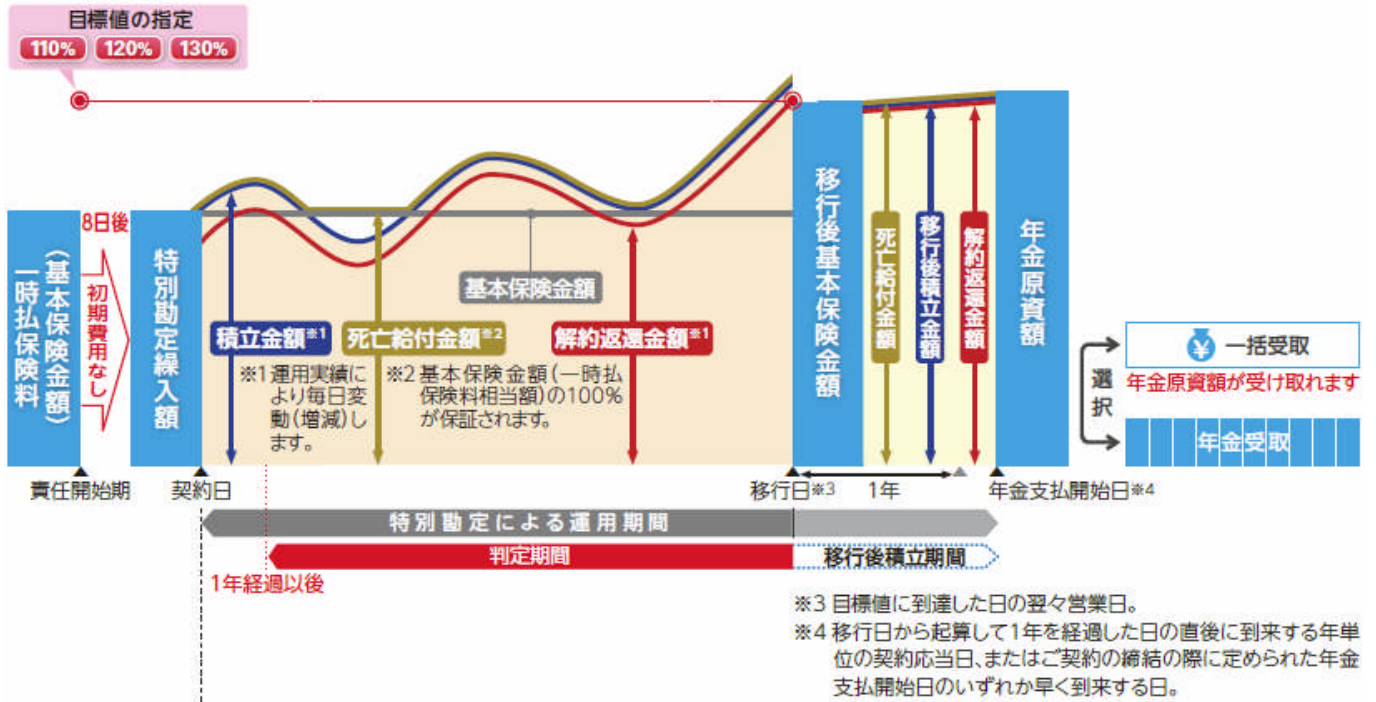 目標値の指定
110% 120% 130%
一時払保険料
(基本保険金額)
8日後
初期費用なし
特別勘定繰入額
基本保険金額
積立金額※1
※1 運用実績に
より毎日変
動(増減)し
ます。
死亡給付金額※2
※2 基本保険金額(一時払
保険料相当額)の100%
が保証されます。
解約返還金額※1
移行後基本保険金額
死亡給付金額
移行後積立金額
解約返還金額
年金原資額
選択
¥ 一括受取
年金原資額が受け取れます
年金受取
責任開始期
契約日
移行日※3
1年
年金支払開始日※4
特別勘定による運用期間
判定期間
移行後積立期間
1年経過以後
※3 目標値に到達した日の翌々営業日。
※4 移行日から起算して1年を経過した日の直後に到来する年単
位の契約応当日、またはご契約の締結の際に定められた年金
支払開始日のいずれか早く到来する日。